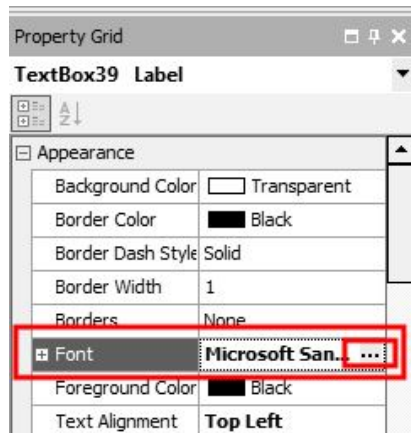 Property Grid
TextBox39 Label
Appearance
Background Color Transparent
Border Color Black
Border Dash Style Solid
Border Width 1
Borders None
Font Microsoft San... ...
Foreground Color Black
Text Alignment Top Left